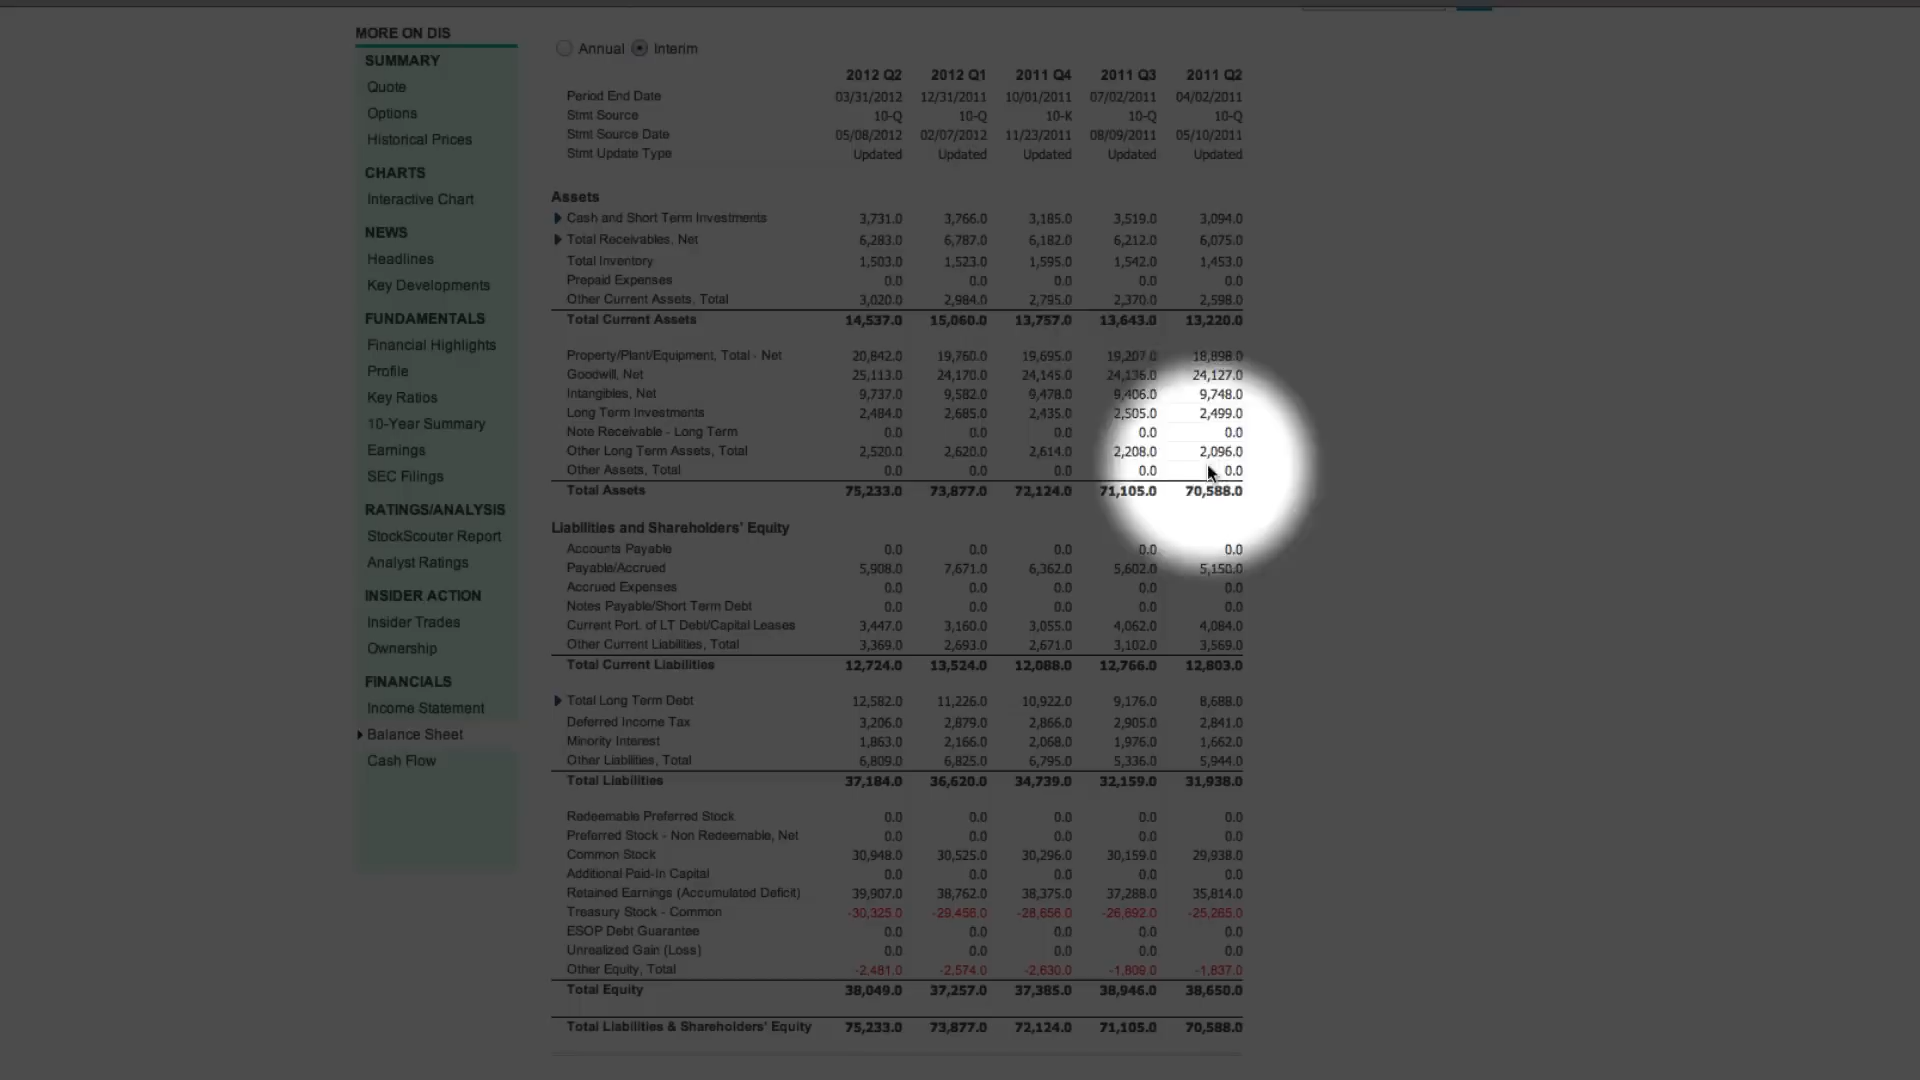 MORE ON DIS
SUMMARY
Quote
Options
Historical Prices
CHARTS
Interactive Chart
NEWS
Headlines
Key Developments
FUNDAMENTALS
Financial Highlights
Profile
Key Ratios
10-Year Summary
Earnings
SEC Filings
RATINGS/ANALYSIS
StockScouter Report
Analyst Ratings
INSIDER ACTION
Insider Trades
Ownership
FINANCIALS
Income Statement
Balance Sheet
Cash Flow
Annual Interim
2012 Q2 2012 Q1 2011 Q4 2011 Q3 2011 Q2
Period End Date 03/31/2012 12/31/2011 10/01/2011 07/02/2011 04/02/2011
Stmt Source 10-Q 10-Q 10-K 10-Q 10-Q
Stmt Source Date 05/08/2012 02/07/2012 11/23/2011 08/09/2011 05/10/2011
Stmt Update Type Updated Updated Updated Updated Updated
Assets
Cash and Short Term Investments 3,731.0 3,766.0 3,185.0 3,519.0 3,094.0
Total Receivables, Net 6,283.0 6,787.0 6,182.0 6,212.0 6,075.0
Total Inventory 1,503.0 1,523.0 1,595.0 1,542.0 1,453.0
Prepaid Expenses 0.0 0.0 0.0 0.0 0.0
Other Current Assets, Total 3,020.0 2,984.0 2,795.0 2,370.0 2,598.0
Total Current Assets 14,537.0 15,060.0 13,757.0 13,643.0 13,220.0
Property/Plant/Equipment, Total - Net 20,842.0 19,760.0 19,695.0 19,207.0 18,898.0
Goodwill, Net 25,113.0 24,170.0 24,145.0 24,136.0 24,127.0
Intangibles, Net 9,737.0 9,582.0 9,478.0 9,406.0 9,748.0
Long Term Investments 2,484.0 2,685.0 2,435.0 2,505.0 2,499.0
Note Receivable - Long Term 0.0 0.0 0.0 0.0 0.0
Other Long Term Assets, Total 2,520.0 2,620.0 2,614.0 2,208.0 2,096.0
Other Assets, Total 0.0 0.0 0.0 0.0 0.0
Total Assets 75,233.0 73,877.0 72,124.0 71,105.0 70,588.0
Liabilities and Shareholders' Equity
Accounts Payable 0.0 0.0 0.0 0.0 0.0
Payable/Accrued 5,908.0 7,671.0 6,362.0 5,602.0 5,150.0
Accrued Expenses 0.0 0.0 0.0 0.0 0.0
Notes Payable/Short Term Debt 0.0 0.0 0.0 0.0 0.0
Current Port. of LT Debt/Capital Leases 3,447.0 3,160.0 3,055.0 4,062.0 4,084.0
Other Current Liabilities, Total 3,369.0 2,693.0 2,671.0 3,102.0 3,569.0
Total Current Liabilities 12,724.0 13,524.0 12,088.0 12,766.0 12,803.0
Total Long Term Debt 12,582.0 11,226.0 10,922.0 9,176.0 8,688.0
Deferred Income Tax 3,206.0 2,879.0 2,866.0 2,905.0 2,841.0
Minority Interest 1,863.0 2,166.0 2,068.0 1,976.0 1,662.0
Other Liabilities, Total 6,809.0 6,825.0 6,795.0 5,336.0 5,944.0
Total Liabilities 37,184.0 36,620.0 34,739.0 32,159.0 31,938.0
Redeemable Preferred Stock 0.0 0.0 0.0 0.0 0.0
Preferred Stock - Non Redeemable, Net 0.0 0.0 0.0 0.0 0.0
Common Stock 30,948.0 30,525.0 30,296.0 30,159.0 29,938.0
Additional Paid-In Capital 0.0 0.0 0.0 0.0 0.0
Retained Earnings (Accumulated Deficit) 39,907.0 38,762.0 38,375.0 37,288.0 35,814.0
Treasury Stock - Common -30,325.0 -29,456.0 -28,656.0 -26,692.0 -25,265.0
ESOP Debt Guarantee 0.0 0.0 0.0 0.0 0.0
Unrealized Gain (Loss) 0.0 0.0 0.0 0.0 0.0
Other Equity, Total -2,481.0 -2,574.0 -2,630.0 -1,809.0 -1,837.0
Total Equity 38,049.0 37,257.0 37,385.0 38,946.0 38,650.0
Total Liabilities & Shareholders' Equity 75,233.0 73,877.0 72,124.0 71,105.0 70,588.0